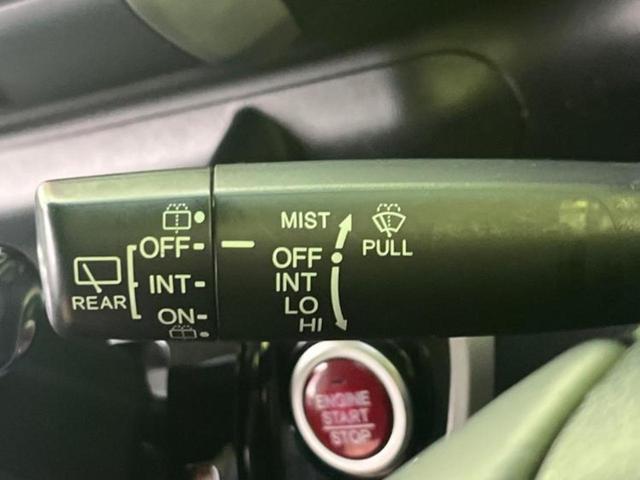 MIST
OFF
INT
LO
HI
PULL
OFF
INT
ON
REAR
ENGINE
START
STOP